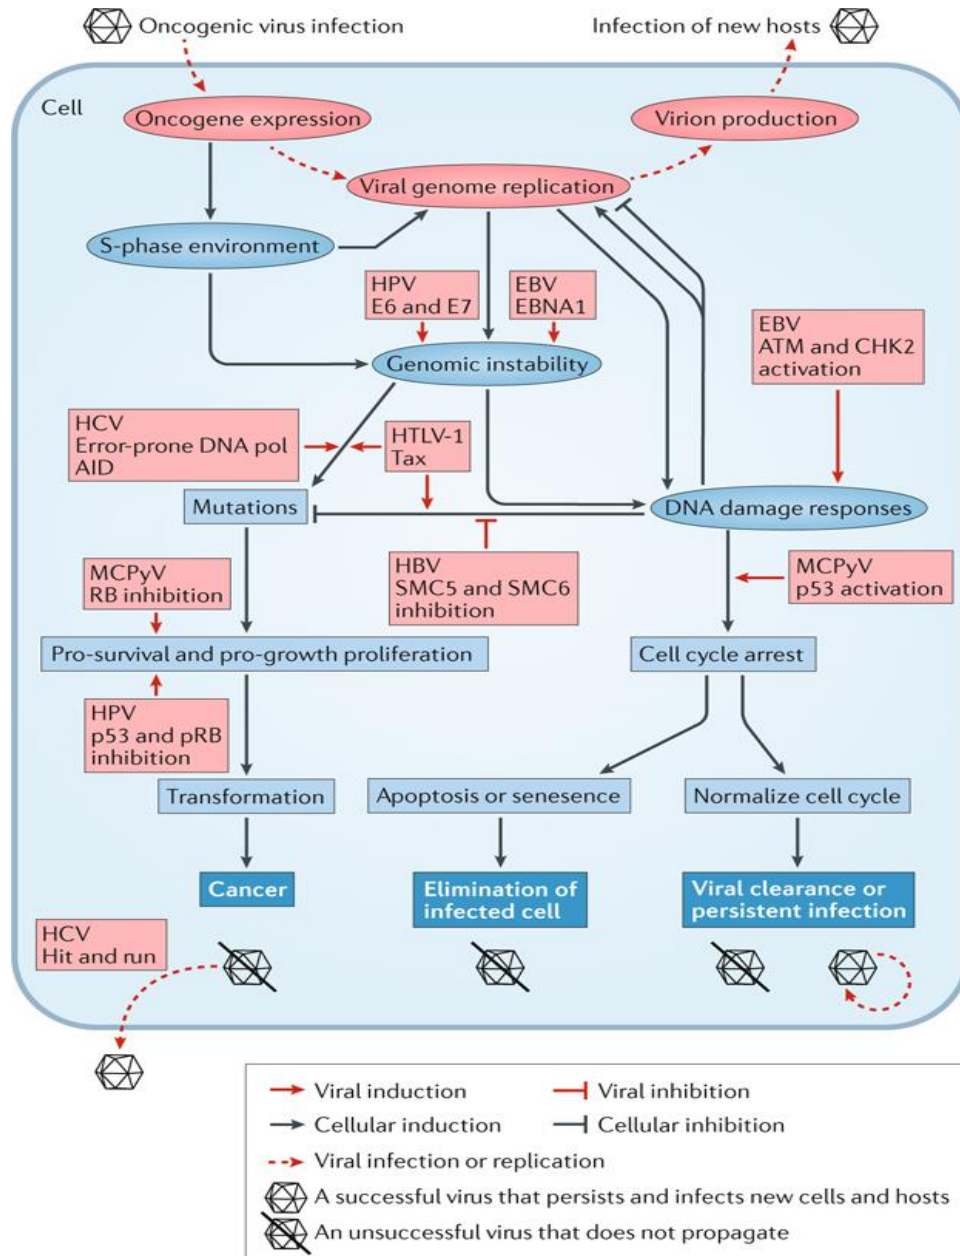 Oncogenic virus infection
Infection of new hosts
Cell
Oncogene expression
Virion production
Viral genome replication
S-phase environment
HPV
E6 and E7
EBV
EBNA1
EBV
ATM and CHK2
activation
Genomic instability
HCV
Error-prone DNA pol
AID
HTLV-1
Tax
Mutations
DNA damage responses
MCPyV
RB inhibition
HBV
SMC5 and SMC6
inhibition
MCPyV
p53 activation
Pro-survival and pro-growth proliferation
Cell cycle arrest
HPV
p53 and pRB
inhibition
Transformation
Apoptosis or senesence
Normalize cell cycle
Cancer
Elimination of
infected cell
Viral clearance or
persistent infection
HCV
Hit and run
Viral induction
Viral inhibition
Cellular induction
Cellular inhibition
Viral infection or replication
A successful virus that persists and infects new cells and hosts
An unsuccessful virus that does not propagate